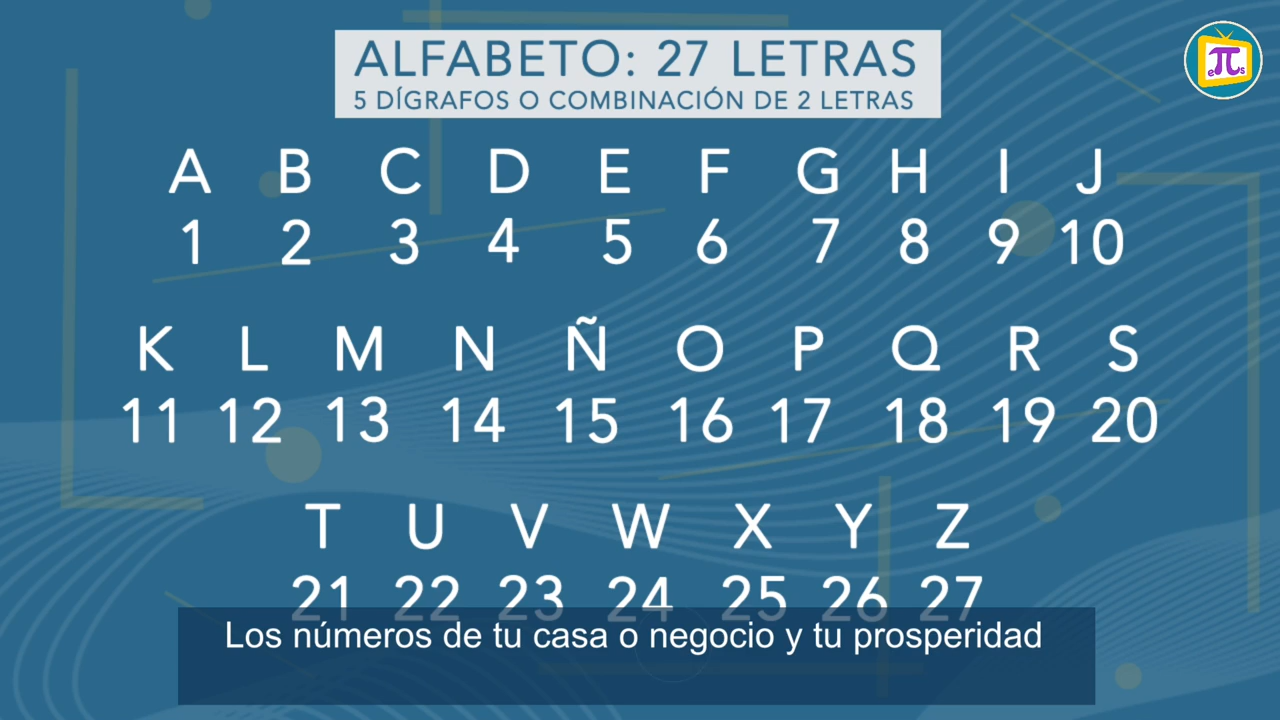 ALFABETO: 27 LETRAS
5 DÍGRAFOS O COMBINACIÓN DE 2 LETRAS
A B C D E F G H I J
1 2 3 4 5 6 7 8 9 10
K L M N Ñ O P Q R S
11 12 13 14 15 16 17 18 19 20
T U V W X Y Z
21 22 23 24 25 26 27
Los números de tu casa o negocio y tu prosperidad
eπs